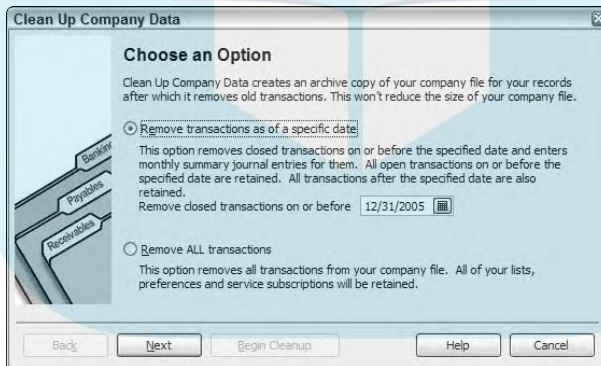 Clean Up Company Data
Choose an Option
Clean Up Company Data creates an archive copy of your company file for your records
after which it removes old transactions. This won't reduce the size of your company file.
Remove transactions as of a specific date
This option removes closed transactions on or before the specified date and enters
monthly summary journal entries for them. All open transactions on or before the
specified date are retained. All transactions after the specified date are also
retained.
Remove closed transactions on or before 12/31/2005
Remove ALL transactions
This option removes all transactions from your company file. All of your lists,
preferences and service subscriptions will be retained.
Banking
Payables
Receivables
Back Next Begin Cleanup Help Cancel